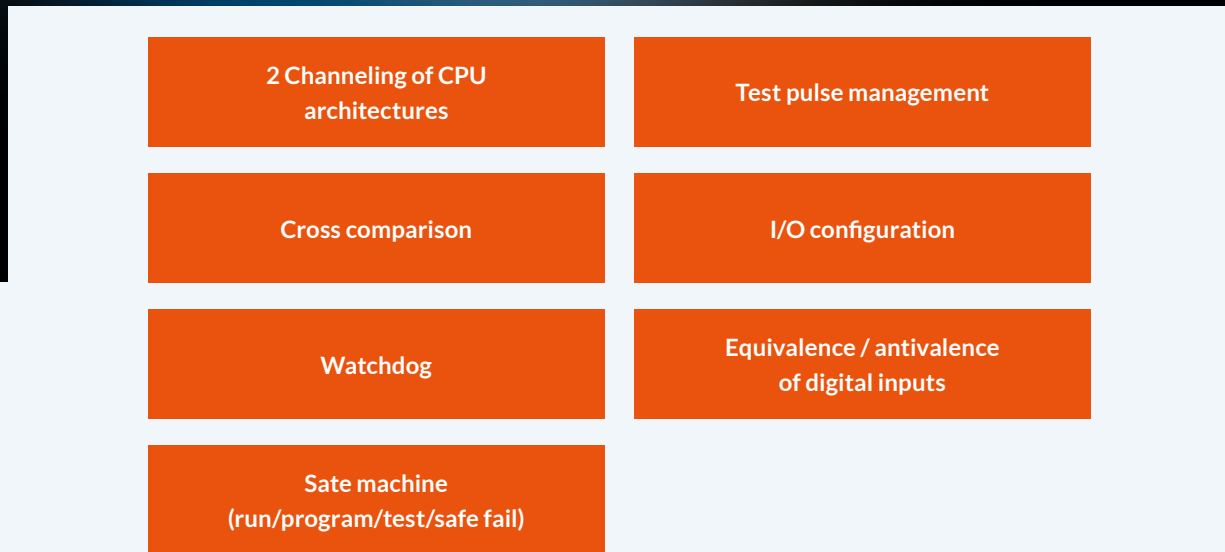 2 Channeling of CPU
architectures
Test pulse management
Cross comparison
I/O configuration
Watchdog
Equivalence / antivalence
of digital inputs
Sate machine
(run/program/test/safe fail)